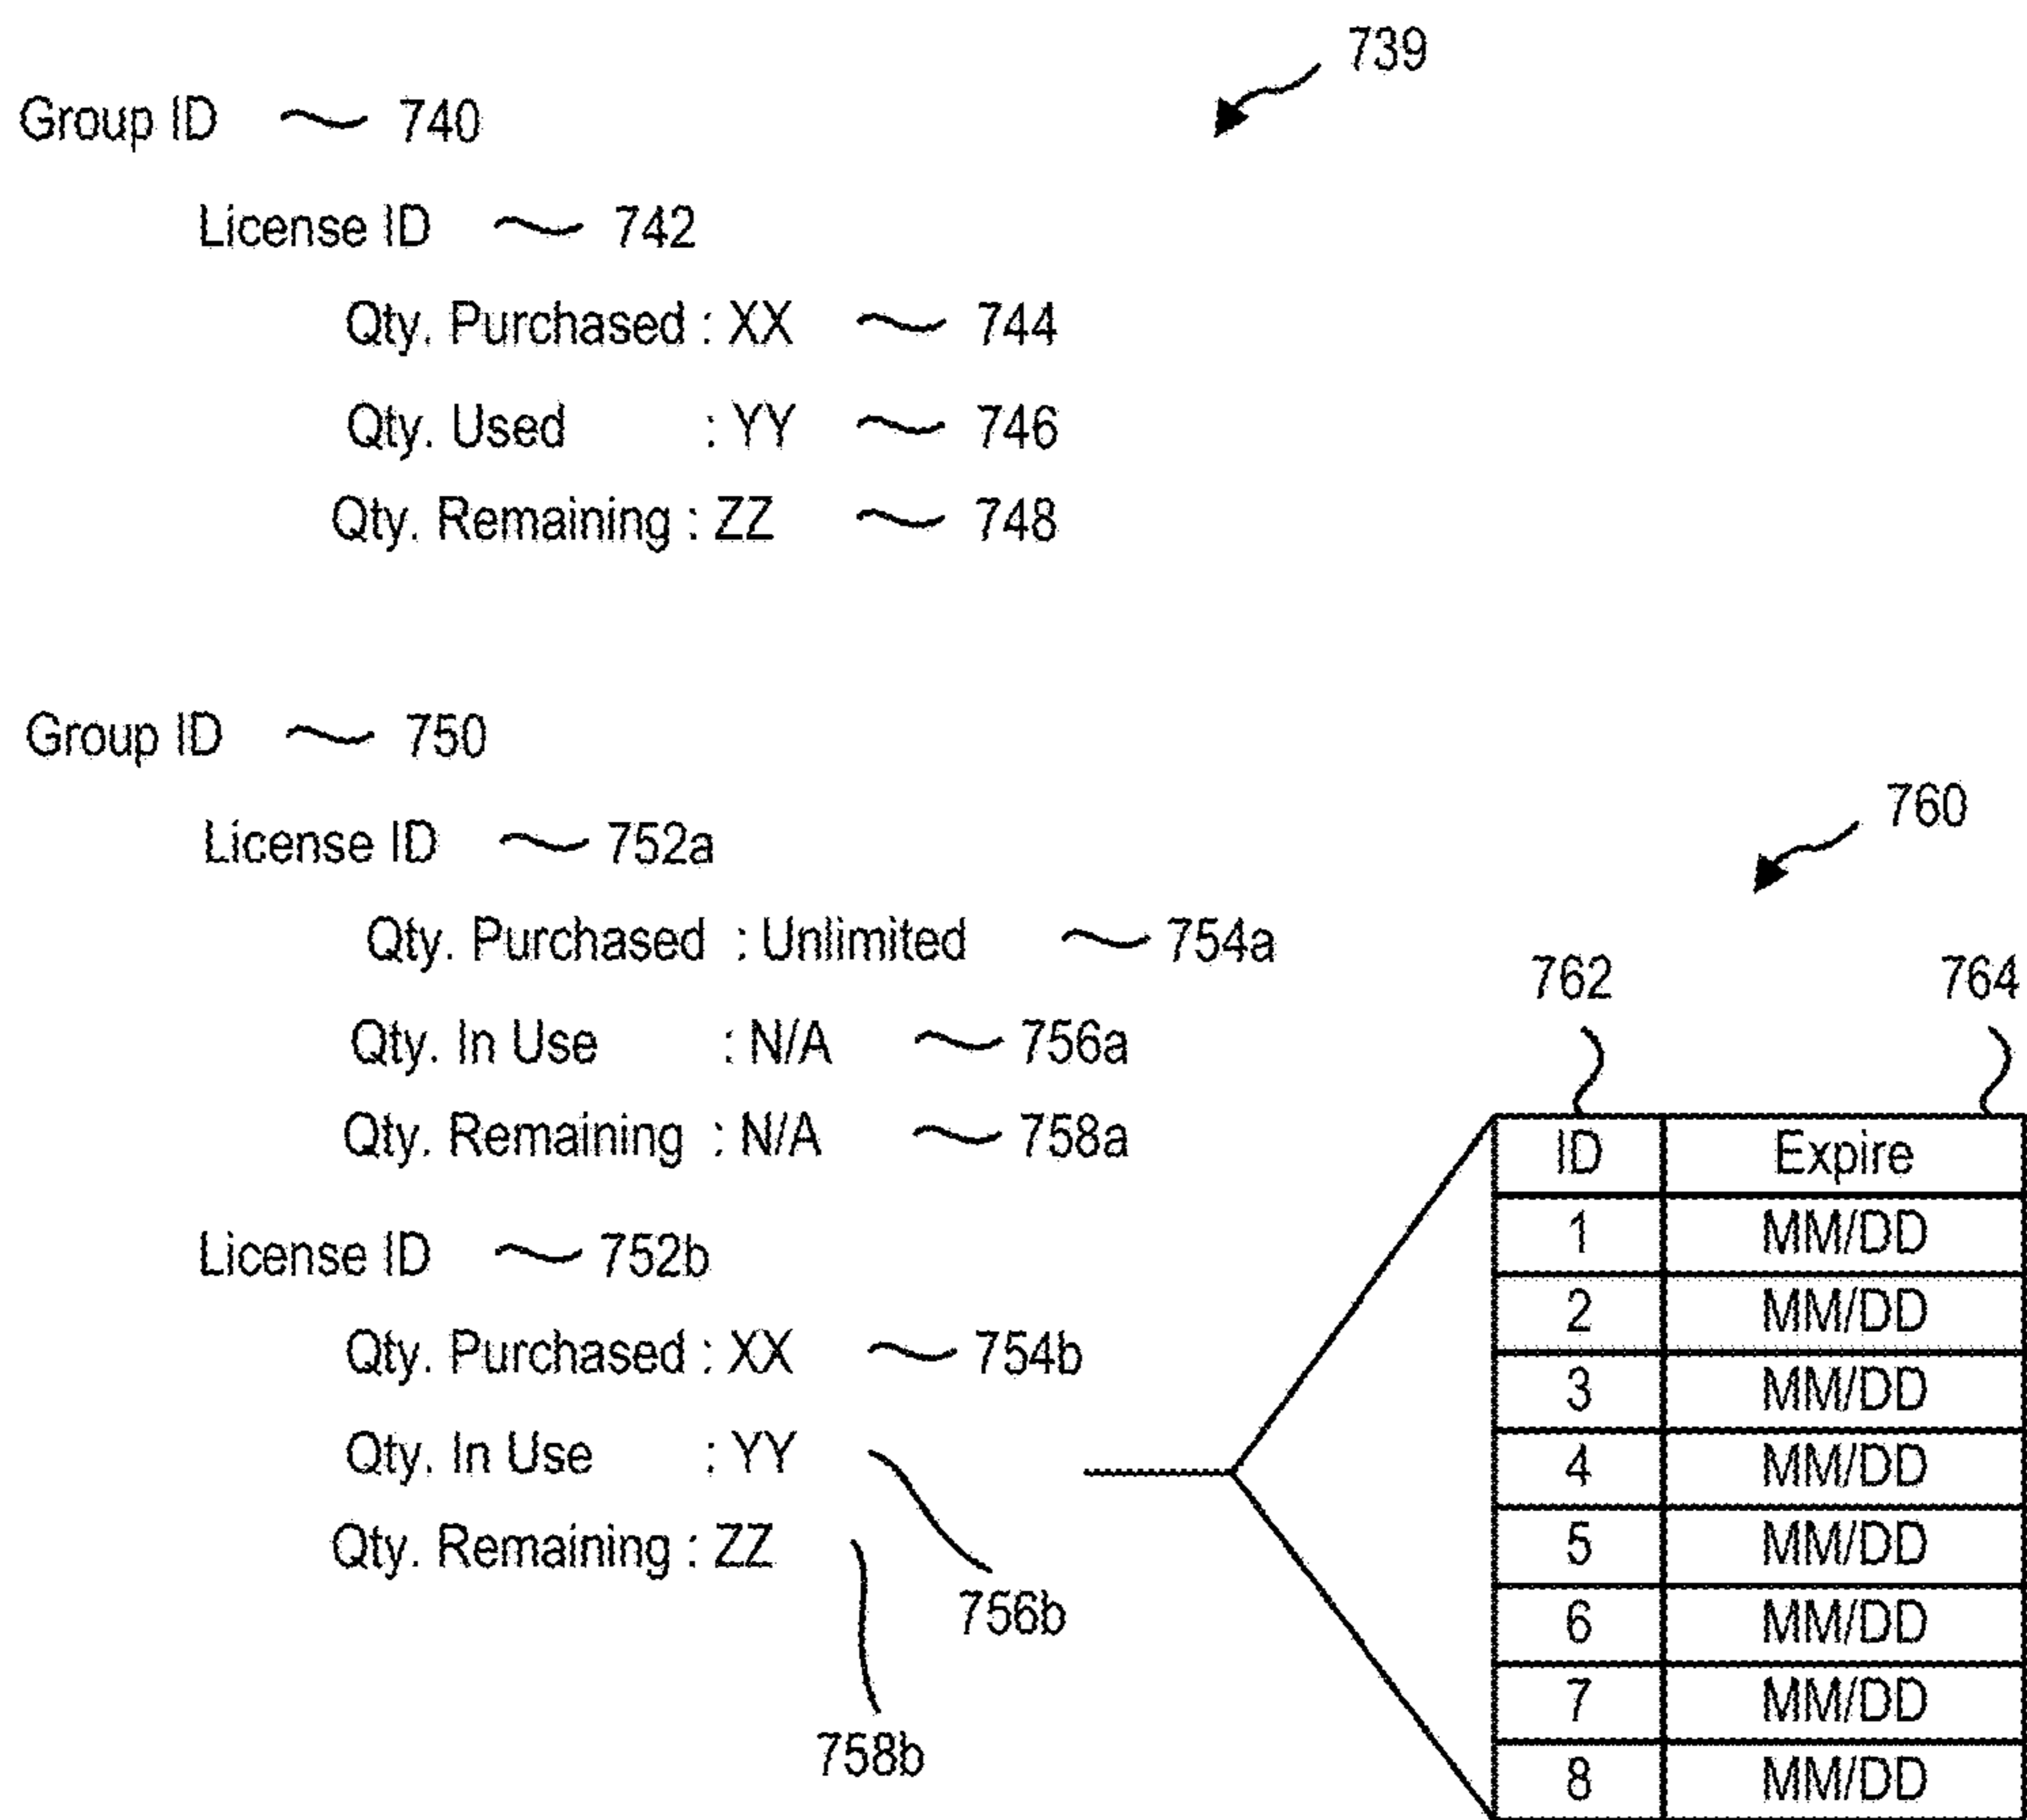 739
Group ID 740
License ID 742
Qty. Purchased : XX 744
Qty. Used : YY 746
Qty. Remaining : ZZ 748
Group ID 750
License ID 752a
Qty. Purchased : Unlimited 754a
Qty. In Use : N/A 756a
Qty. Remaining : N/A 758a
License ID 752b
Qty. Purchased : XX 754b
Qty. In Use : YY
756b
Qty. Remaining : ZZ
758b
760
762 764
ID Expire
1 MM/DD
2 MM/DD
3 MM/DD
4 MM/DD
5 MM/DD
6 MM/DD
7 MM/DD
8 MM/DD